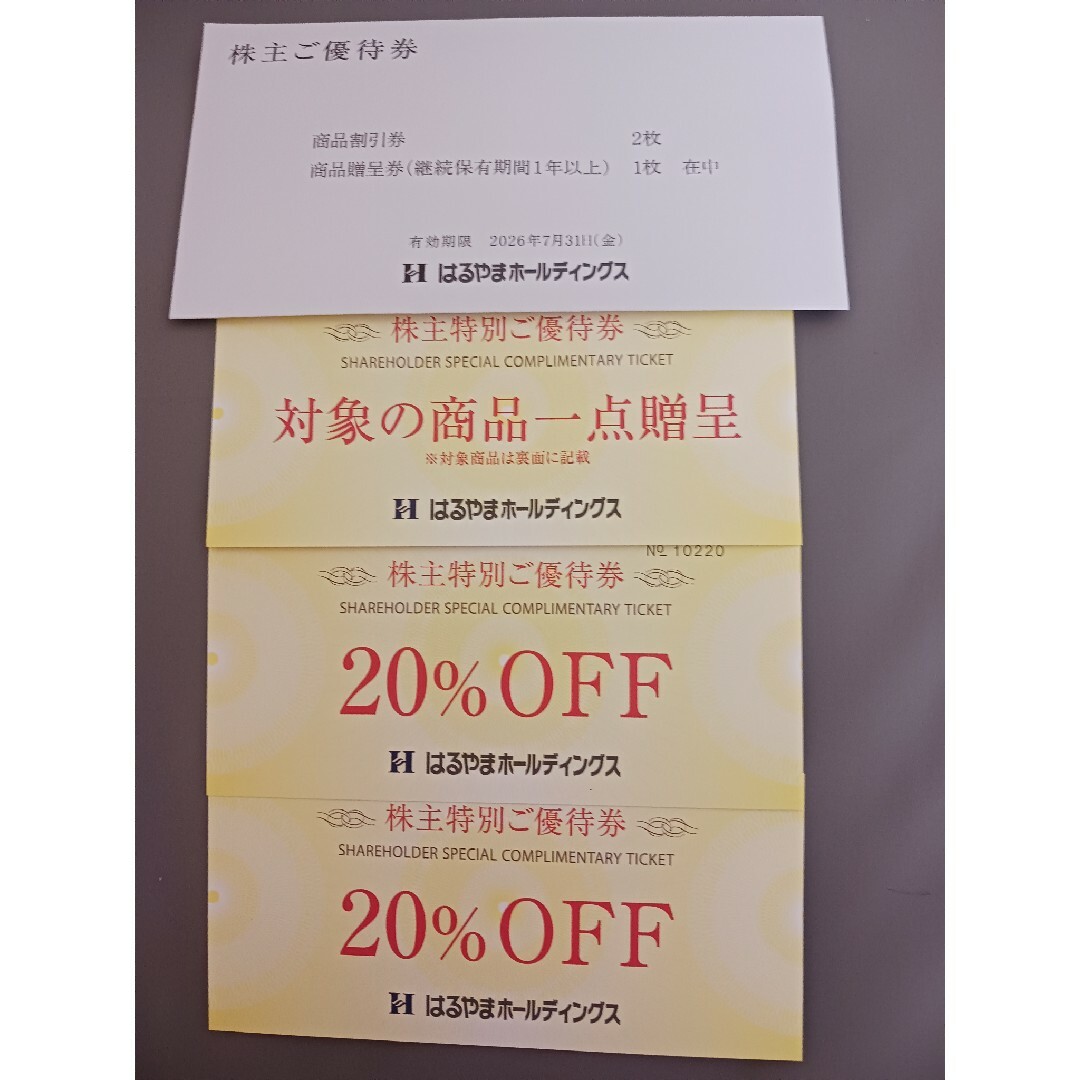 株主ご優待券
商品割引券 2枚
商品贈呈券(継続保有期間1年以上) 1枚 在中
有効期限 2026年7月31日(金)
はるやまホールディングス
株主特別ご優待券
SHAREHOLDER SPECIAL COMPLIMENTARY TICKET
対象の商品一点贈呈
※対象商品は裏面に記載
はるやまホールディングス
№ 10220
株主特別ご優待券
SHAREHOLDER SPECIAL COMPLIMENTARY TICKET
20%OFF
はるやまホールディングス
株主特別ご優待券
SHAREHOLDER SPECIAL COMPLIMENTARY TICKET
20%OFF
はるやまホールディングス